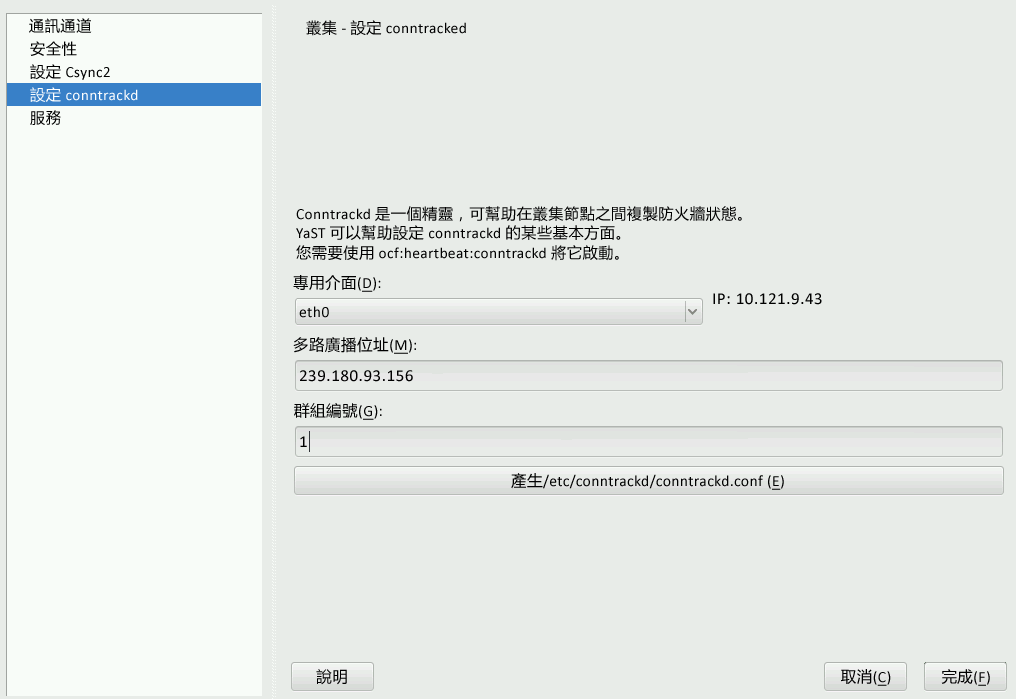 通訊通道
安全性
設定 Csync2
設定 conntrackd
服務
叢集 - 設定 conntracked
Conntrackd 是一個精靈，可幫助在叢集節點之間複製防火牆狀態。
YaST 可以幫助設定 conntrackd 的某些基本方面。
您需要使用 ocf:heartbeat:conntrackd 將它啟動。
專用介面(D):
eth0
IP: 10.121.9.43
多路廣播位址(M):
239.180.93.156
群組編號(G):
1
產生/etc/conntrackd/conntrackd.conf (E)
說明
取消(C)
完成(F)